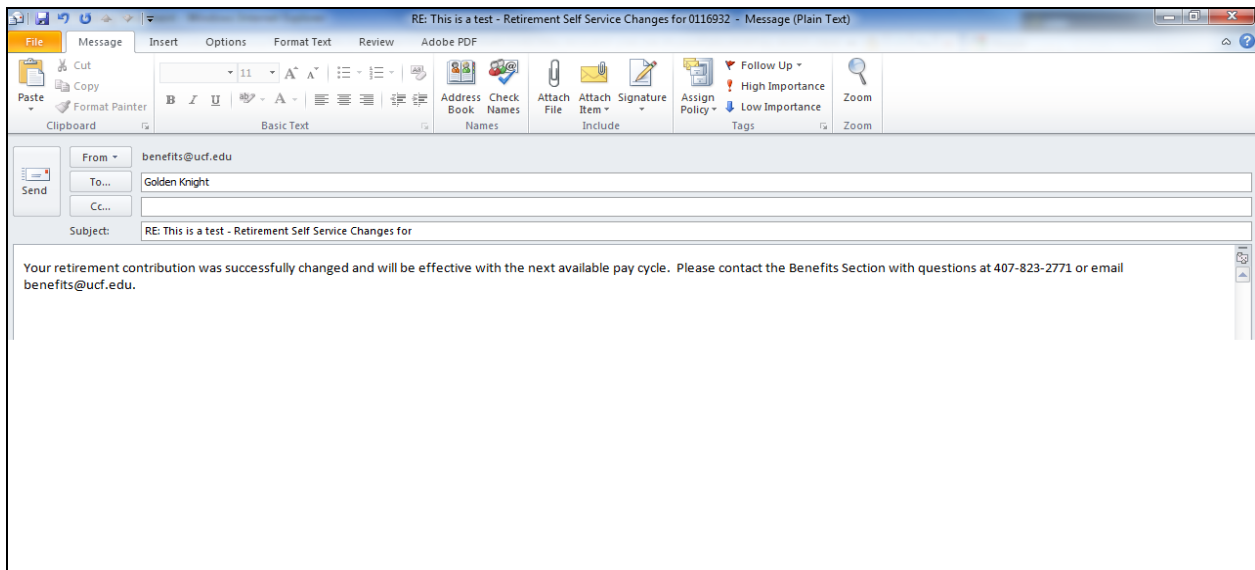 RE: This is a test - Retirement Self Service Changes for 0116932 - Message (Plain Text)
File Message Insert Options Format Text Review Adobe PDF
Paste
Cut
Copy
Format Painter
Clipboard
11
B I U
Basic Text
Address Book
Check Names
Names
Attach File
Attach Item
Signature
Include
Assign Policy
Follow Up
High Importance
Low Importance
Tags
Zoom
Zoom
Send
From benefits@ucf.edu
To... Golden Knight
Cc...
Subject: RE: This is a test - Retirement Self Service Changes for
Your retirement contribution was successfully changed and will be effective with the next available pay cycle. Please contact the Benefits Section with questions at 407-823-2771 or email
benefits@ucf.edu.